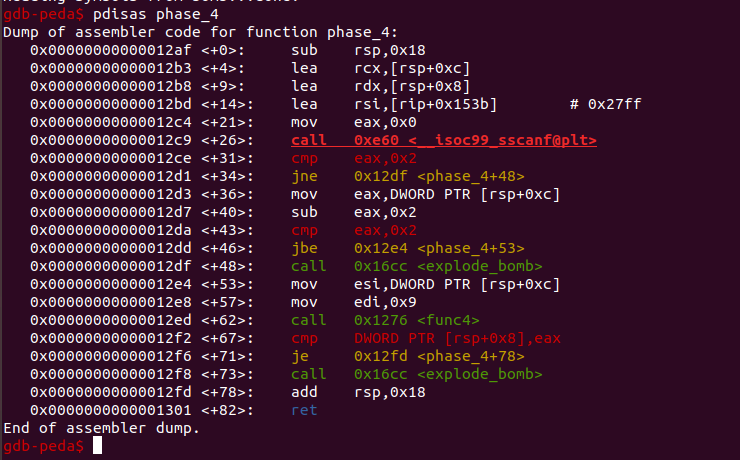 gdb-peda$ pdisas phase_4
Dump of assembler code for function phase_4:
0x00000000000012af <+0>: sub rsp,0x18
0x00000000000012b3 <+4>: lea rcx,[rsp+0xc]
0x00000000000012b8 <+9>: lea rdx,[rsp+0x8]
0x00000000000012bd <+14>: lea rsi,[rip+0x153b] # 0x27ff
0x00000000000012c4 <+21>: mov eax,0x0
0x00000000000012c9 <+26>: call 0xe60 <__isoc99_sscanf@plt>
0x00000000000012ce <+31>: cmp eax,0x2
0x00000000000012d1 <+34>: jne 0x12df <phase_4+48>
0x00000000000012d3 <+36>: mov eax,DWORD PTR [rsp+0xc]
0x00000000000012d7 <+40>: sub eax,0x2
0x00000000000012da <+43>: cmp eax,0x2
0x00000000000012dd <+46>: jbe 0x12e4 <phase_4+53>
0x00000000000012df <+48>: call 0x16cc <explode_bomb>
0x00000000000012e4 <+53>: mov esi,DWORD PTR [rsp+0xc]
0x00000000000012e8 <+57>: mov edi,0x9
0x00000000000012ed <+62>: call 0x1276 <func4>
0x00000000000012f2 <+67>: cmp DWORD PTR [rsp+0x8],eax
0x00000000000012f6 <+71>: je 0x12fd <phase_4+78>
0x00000000000012f8 <+73>: call 0x16cc <explode_bomb>
0x00000000000012fd <+78>: add rsp,0x18
0x0000000000001301 <+82>: ret
End of assembler dump.
gdb-peda$